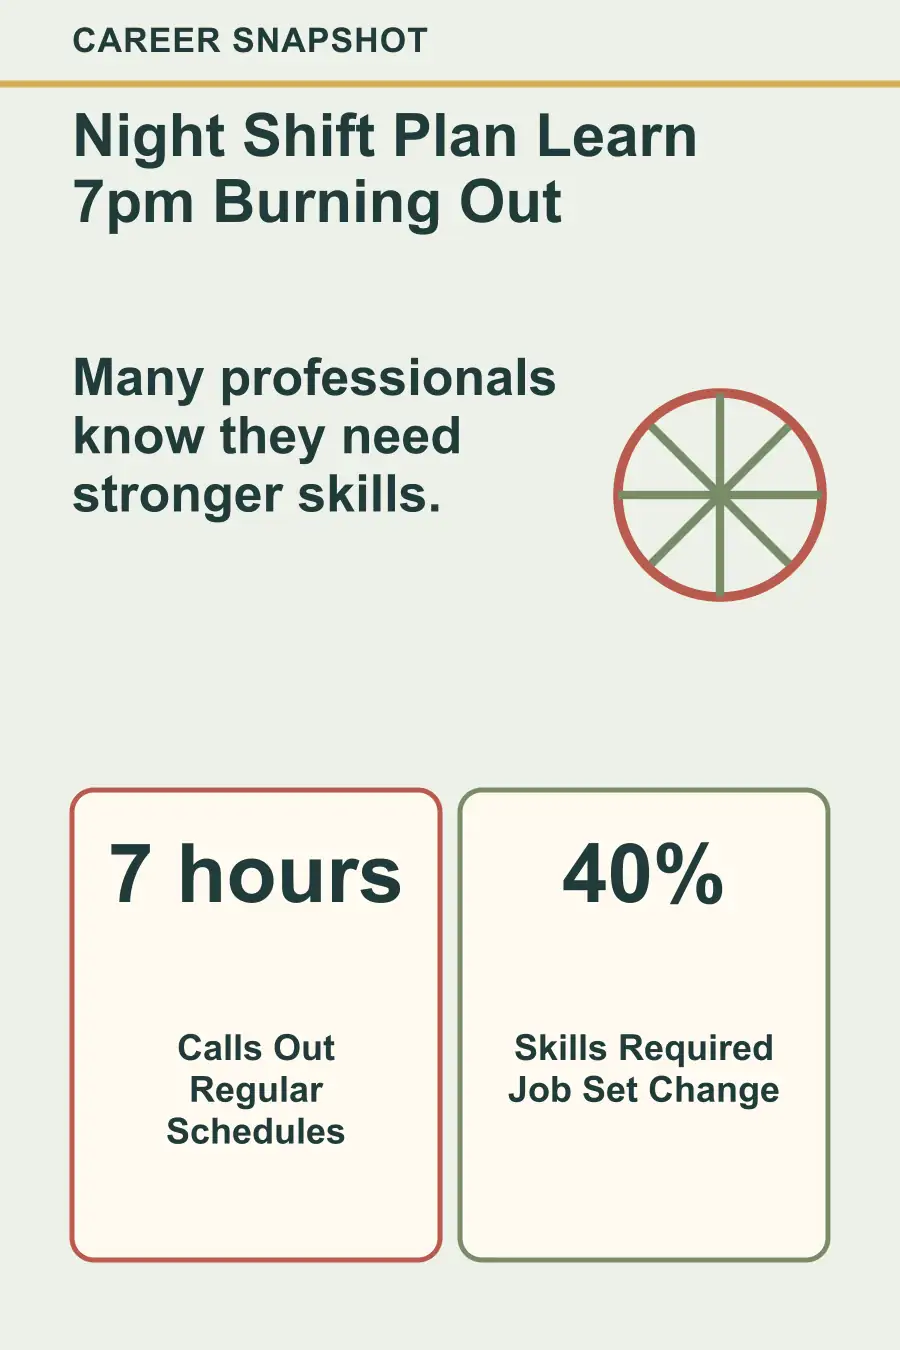 CAREER SNAPSHOT
Night Shift Plan Learn
7pm Burning Out
Many professionals
know they need
stronger skills.
7 hours
Calls Out
Regular
Schedules
40%
Skills Required
Job Set Change